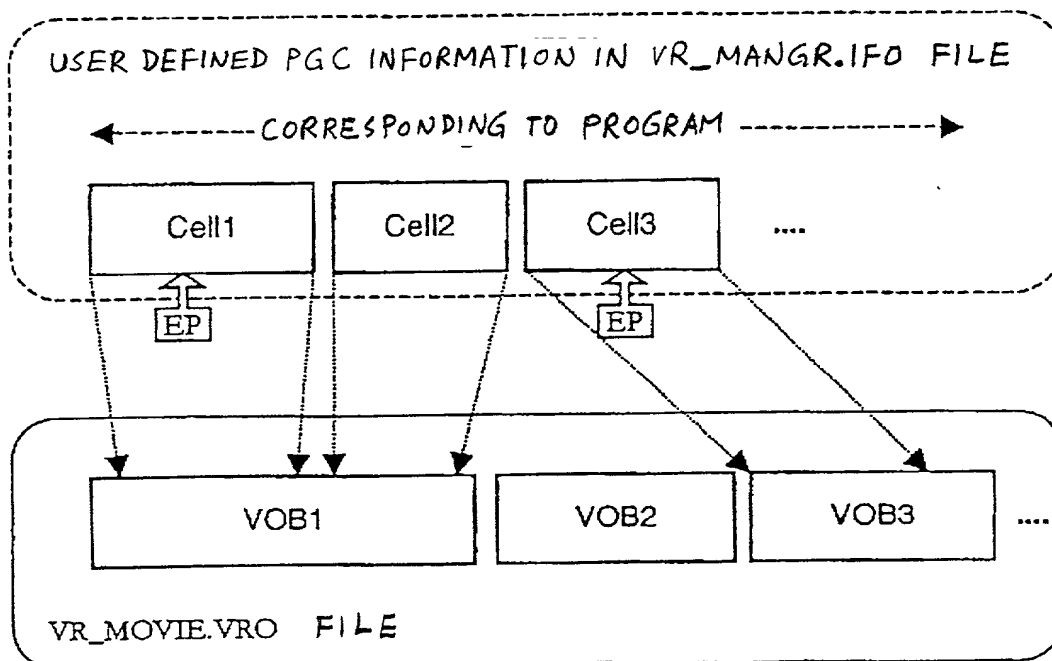 USER DEFINED PGC INFORMATION IN VR_MANGR.IFO FILE
CORRESPONDING TO PROGRAM
Cell1 Cell2 Cell3 ....
EP EP
VOB1 VOB2 VOB3 ....
VR_MOVIE.VRO FILE